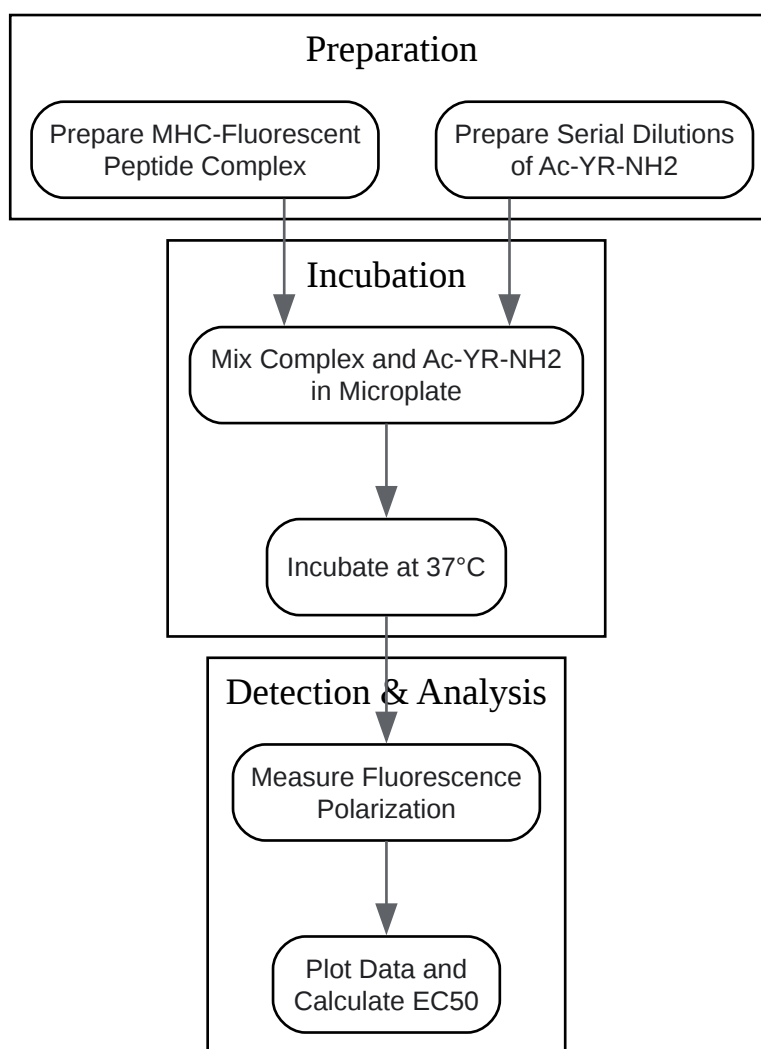 Preparation
Prepare MHC-Fluorescent
Peptide Complex
Prepare Serial Dilutions
of Ac-YR-NH2
Incubation
Mix Complex and Ac-YR-NH2
in Microplate
Incubate at 37°C
Detection & Analysis
Measure Fluorescence
Polarization
Plot Data and
Calculate EC50